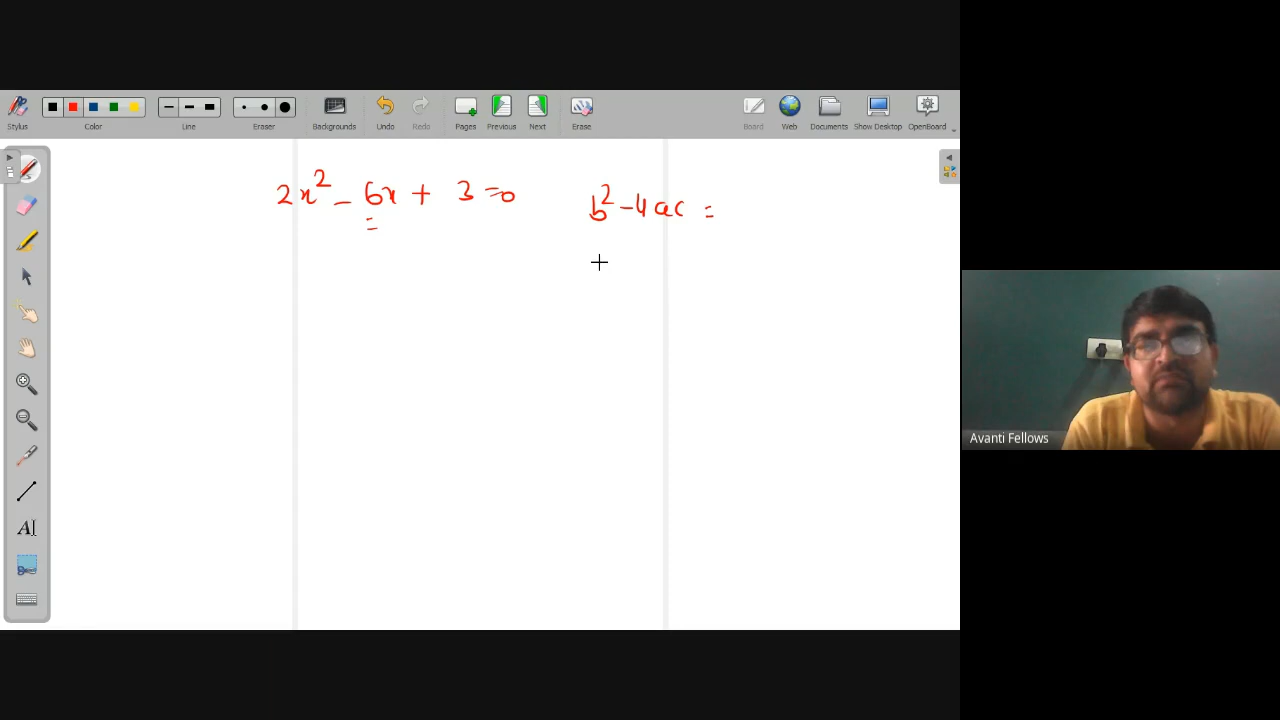 Stylus Color Line Eraser Backgrounds Undo Redo Pages Previous Next Erase Board Web Documents Show Desktop OpenBoard
2x² - 6x + 3 = 0
b² - 4ac =
Avanti Fellows